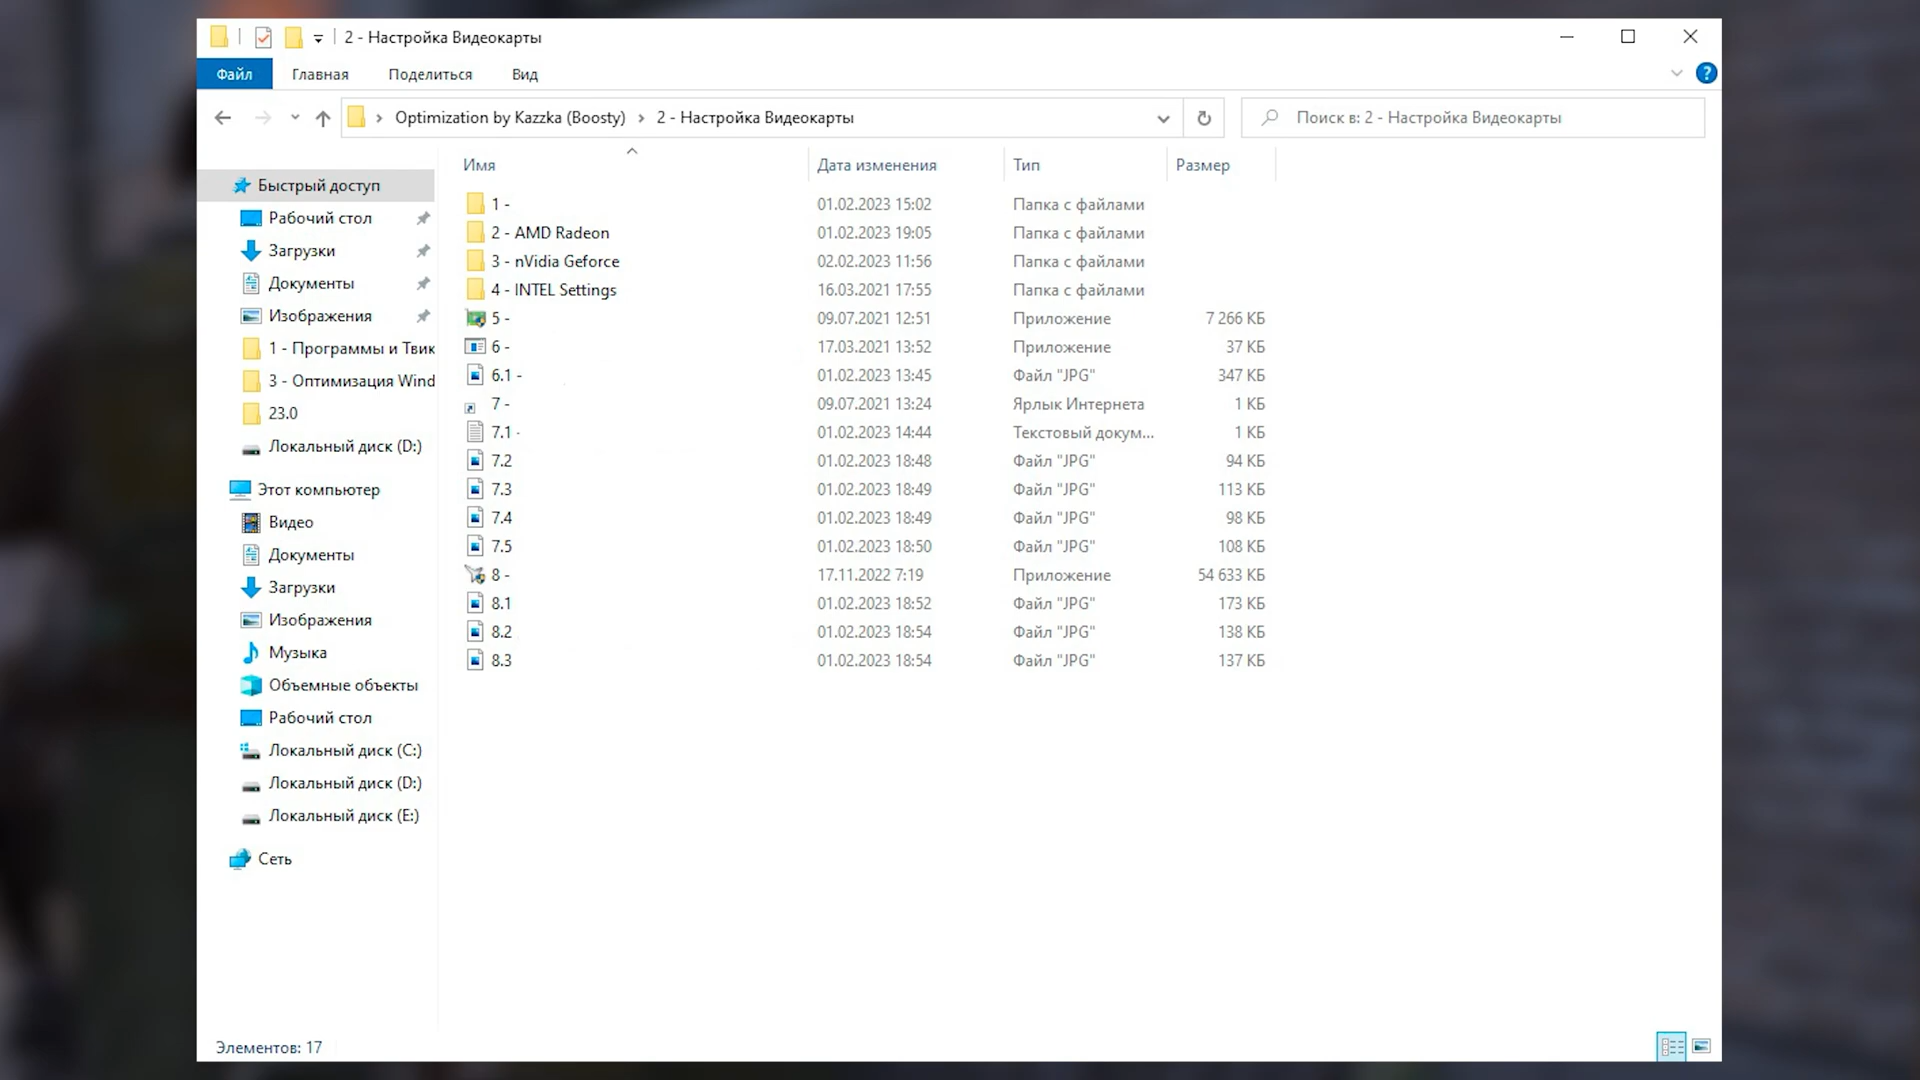 2 - Настройка Видеокарты
Файл Главная Поделиться Вид
Optimization by Kazzka (Boosty) 2 - Настройка Видеокарты Поиск в: 2 - Настройка Видеокарты
Имя Дата изменения Тип Размер
Быстрый доступ
Рабочий стол
Загрузки
Документы
Изображения
1 - Программы и Твик
3 - Оптимизация Wind
23.0
Локальный диск (D:)
Этот компьютер
Видео
Документы
Загрузки
Изображения
Музыка
Объемные объекты
Рабочий стол
Локальный диск (C:)
Локальный диск (D:)
Локальный диск (E:)
Сеть
1 - 01.02.2023 15:02 Папка с файлами
2 - AMD Radeon 01.02.2023 19:05 Папка с файлами
3 - nVidia Geforce 02.02.2023 11:56 Папка с файлами
4 - INTEL Settings 16.03.2021 17:55 Папка с файлами
5 - 09.07.2021 12:51 Приложение 7 266 КБ
6 - 17.03.2021 13:52 Приложение 37 КБ
6.1 - 01.02.2023 13:45 Файл "JPG" 347 КБ
7 - 09.07.2021 13:24 Ярлык Интернета 1 КБ
7.1 - 01.02.2023 14:44 Текстовый докум... 1 КБ
7.2 01.02.2023 18:48 Файл "JPG" 94 КБ
7.3 01.02.2023 18:49 Файл "JPG" 113 КБ
7.4 01.02.2023 18:49 Файл "JPG" 98 КБ
7.5 01.02.2023 18:50 Файл "JPG" 108 КБ
8 - 17.11.2022 7:19 Приложение 54 633 КБ
8.1 01.02.2023 18:52 Файл "JPG" 173 КБ
8.2 01.02.2023 18:54 Файл "JPG" 138 КБ
8.3 01.02.2023 18:54 Файл "JPG" 137 КБ
Элементов: 17